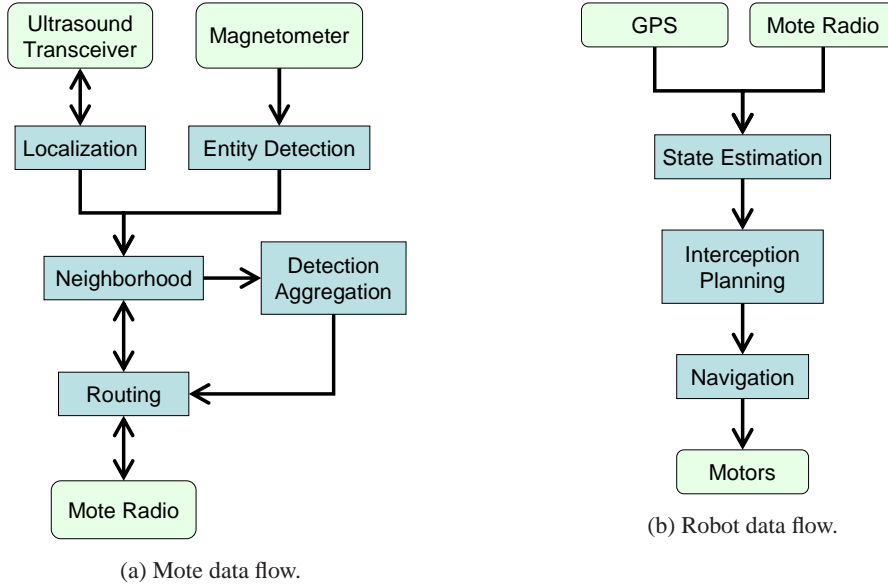 Ultrasound
Transceiver
Magnetometer
Localization
Entity Detection
Neighborhood
Detection
Aggregation
Routing
Mote Radio
(a) Mote data flow.
GPS
Mote Radio
State Estimation
Interception
Planning
Navigation
Motors
(b) Robot data flow.